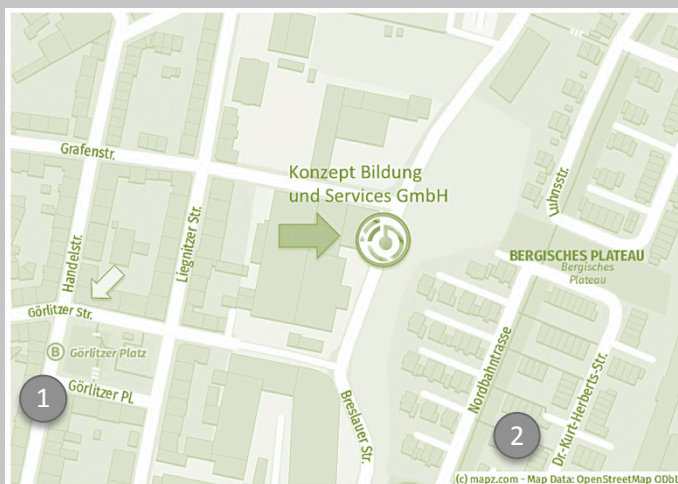 Grafenstr.
Konzept Bildung
und Services GmbH
Luhnsstr.
Händelstr.
Liegnitzer Str.
BERGISCHES PLATEAU
Bergisches
Plateau
Görlitzer Str.
B Görlitzer Platz
Nordbahntrasse
Görlitzer Pl.
Dr.-Kurt-Herberts-Str.
1
Breslauer Str.
2
(c) mapz.com - Map Data: OpenStreetMap ODbL